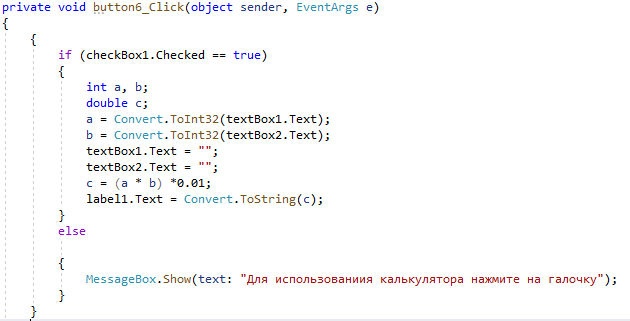 private void button6_Click(object sender, EventArgs e)
{
{
if (checkBox1.Checked == true)
{
int a, b;
double c;
a = Convert.ToInt32(textBox1.Text);
b = Convert.ToInt32(textBox2.Text);
textBox1.Text = "";
textBox2.Text = "";
c = (a * b) *0.01;
label1.Text = Convert.ToString(c);
}
else
{
MessageBox.Show(text: "Для использованиия калькулятора нажмите на галочку");
}
}